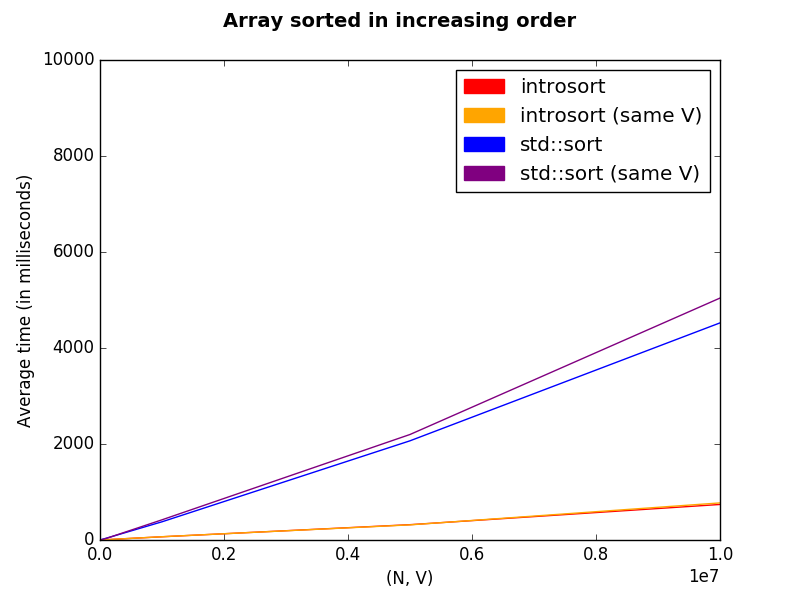 Array sorted in increasing order
10000
8000
6000
4000
2000
0
Average time (in milliseconds)
introsort
introsort (same V)
std::sort
std::sort (same V)
0.0 0.2 0.4 0.6 0.8 1.0
1e7
(N, V)